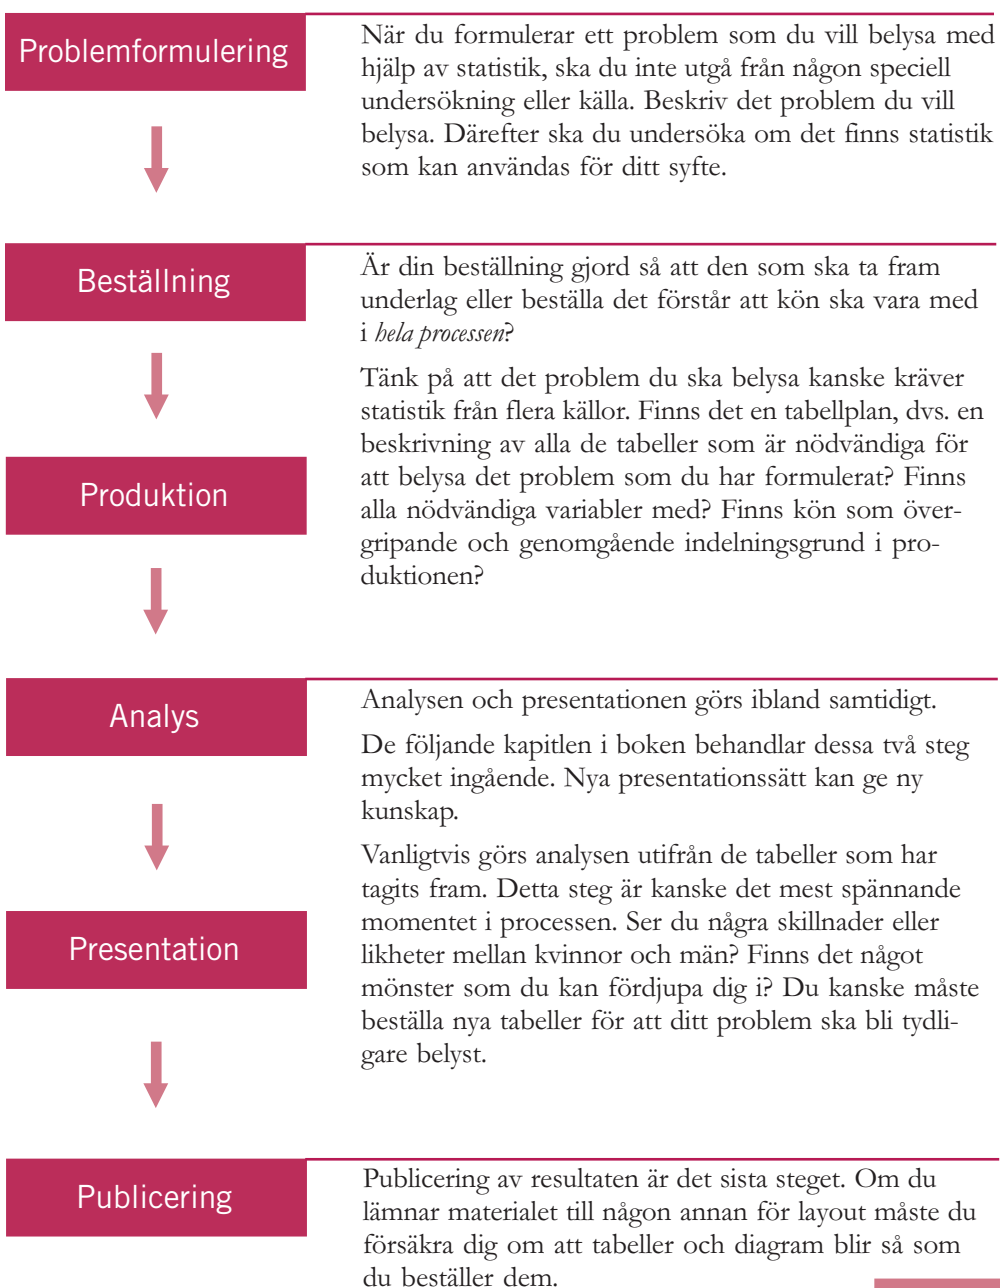 Problemformulering
När du formulerar ett problem som du vill belysa med
hjälp av statistik, ska du inte utgå från någon speciell
undersökning eller källa. Beskriv det problem du vill
belysa. Därefter ska du undersöka om det finns statistik
som kan användas för ditt syfte.
Beställning
Är din beställning gjord så att den som ska ta fram
underlag eller beställa det förstår att kön ska vara med
i hela processen?
Tänk på att det problem du ska belysa kanske kräver
statistik från flera källor. Finns det en tabellplan, dvs. en
beskrivning av alla de tabeller som är nödvändiga för
att belysa det problem som du har formulerat? Finns
alla nödvändiga variabler med? Finns kön som över-
gripande och genomgående indelningsgrund i pro-
duktionen?
Produktion
Analys
Analysen och presentationen görs ibland samtidigt.
De följande kapitlen i boken behandlar dessa två steg
mycket ingående. Nya presentationssätt kan ge ny
kunskap.
Vanligtvis görs analysen utifrån de tabeller som har
tagits fram. Detta steg är kanske det mest spännande
momentet i processen. Ser du några skillnader eller
likheter mellan kvinnor och män? Finns det något
mönster som du kan fördjupa dig i? Du kanske måste
beställa nya tabeller för att ditt problem ska bli tydli-
gare belyst.
Presentation
Publicering
Publicering av resultaten är det sista steget. Om du
lämnar materialet till någon annan för layout måste du
försäkra dig om att tabeller och diagram blir så som
du beställer dem.